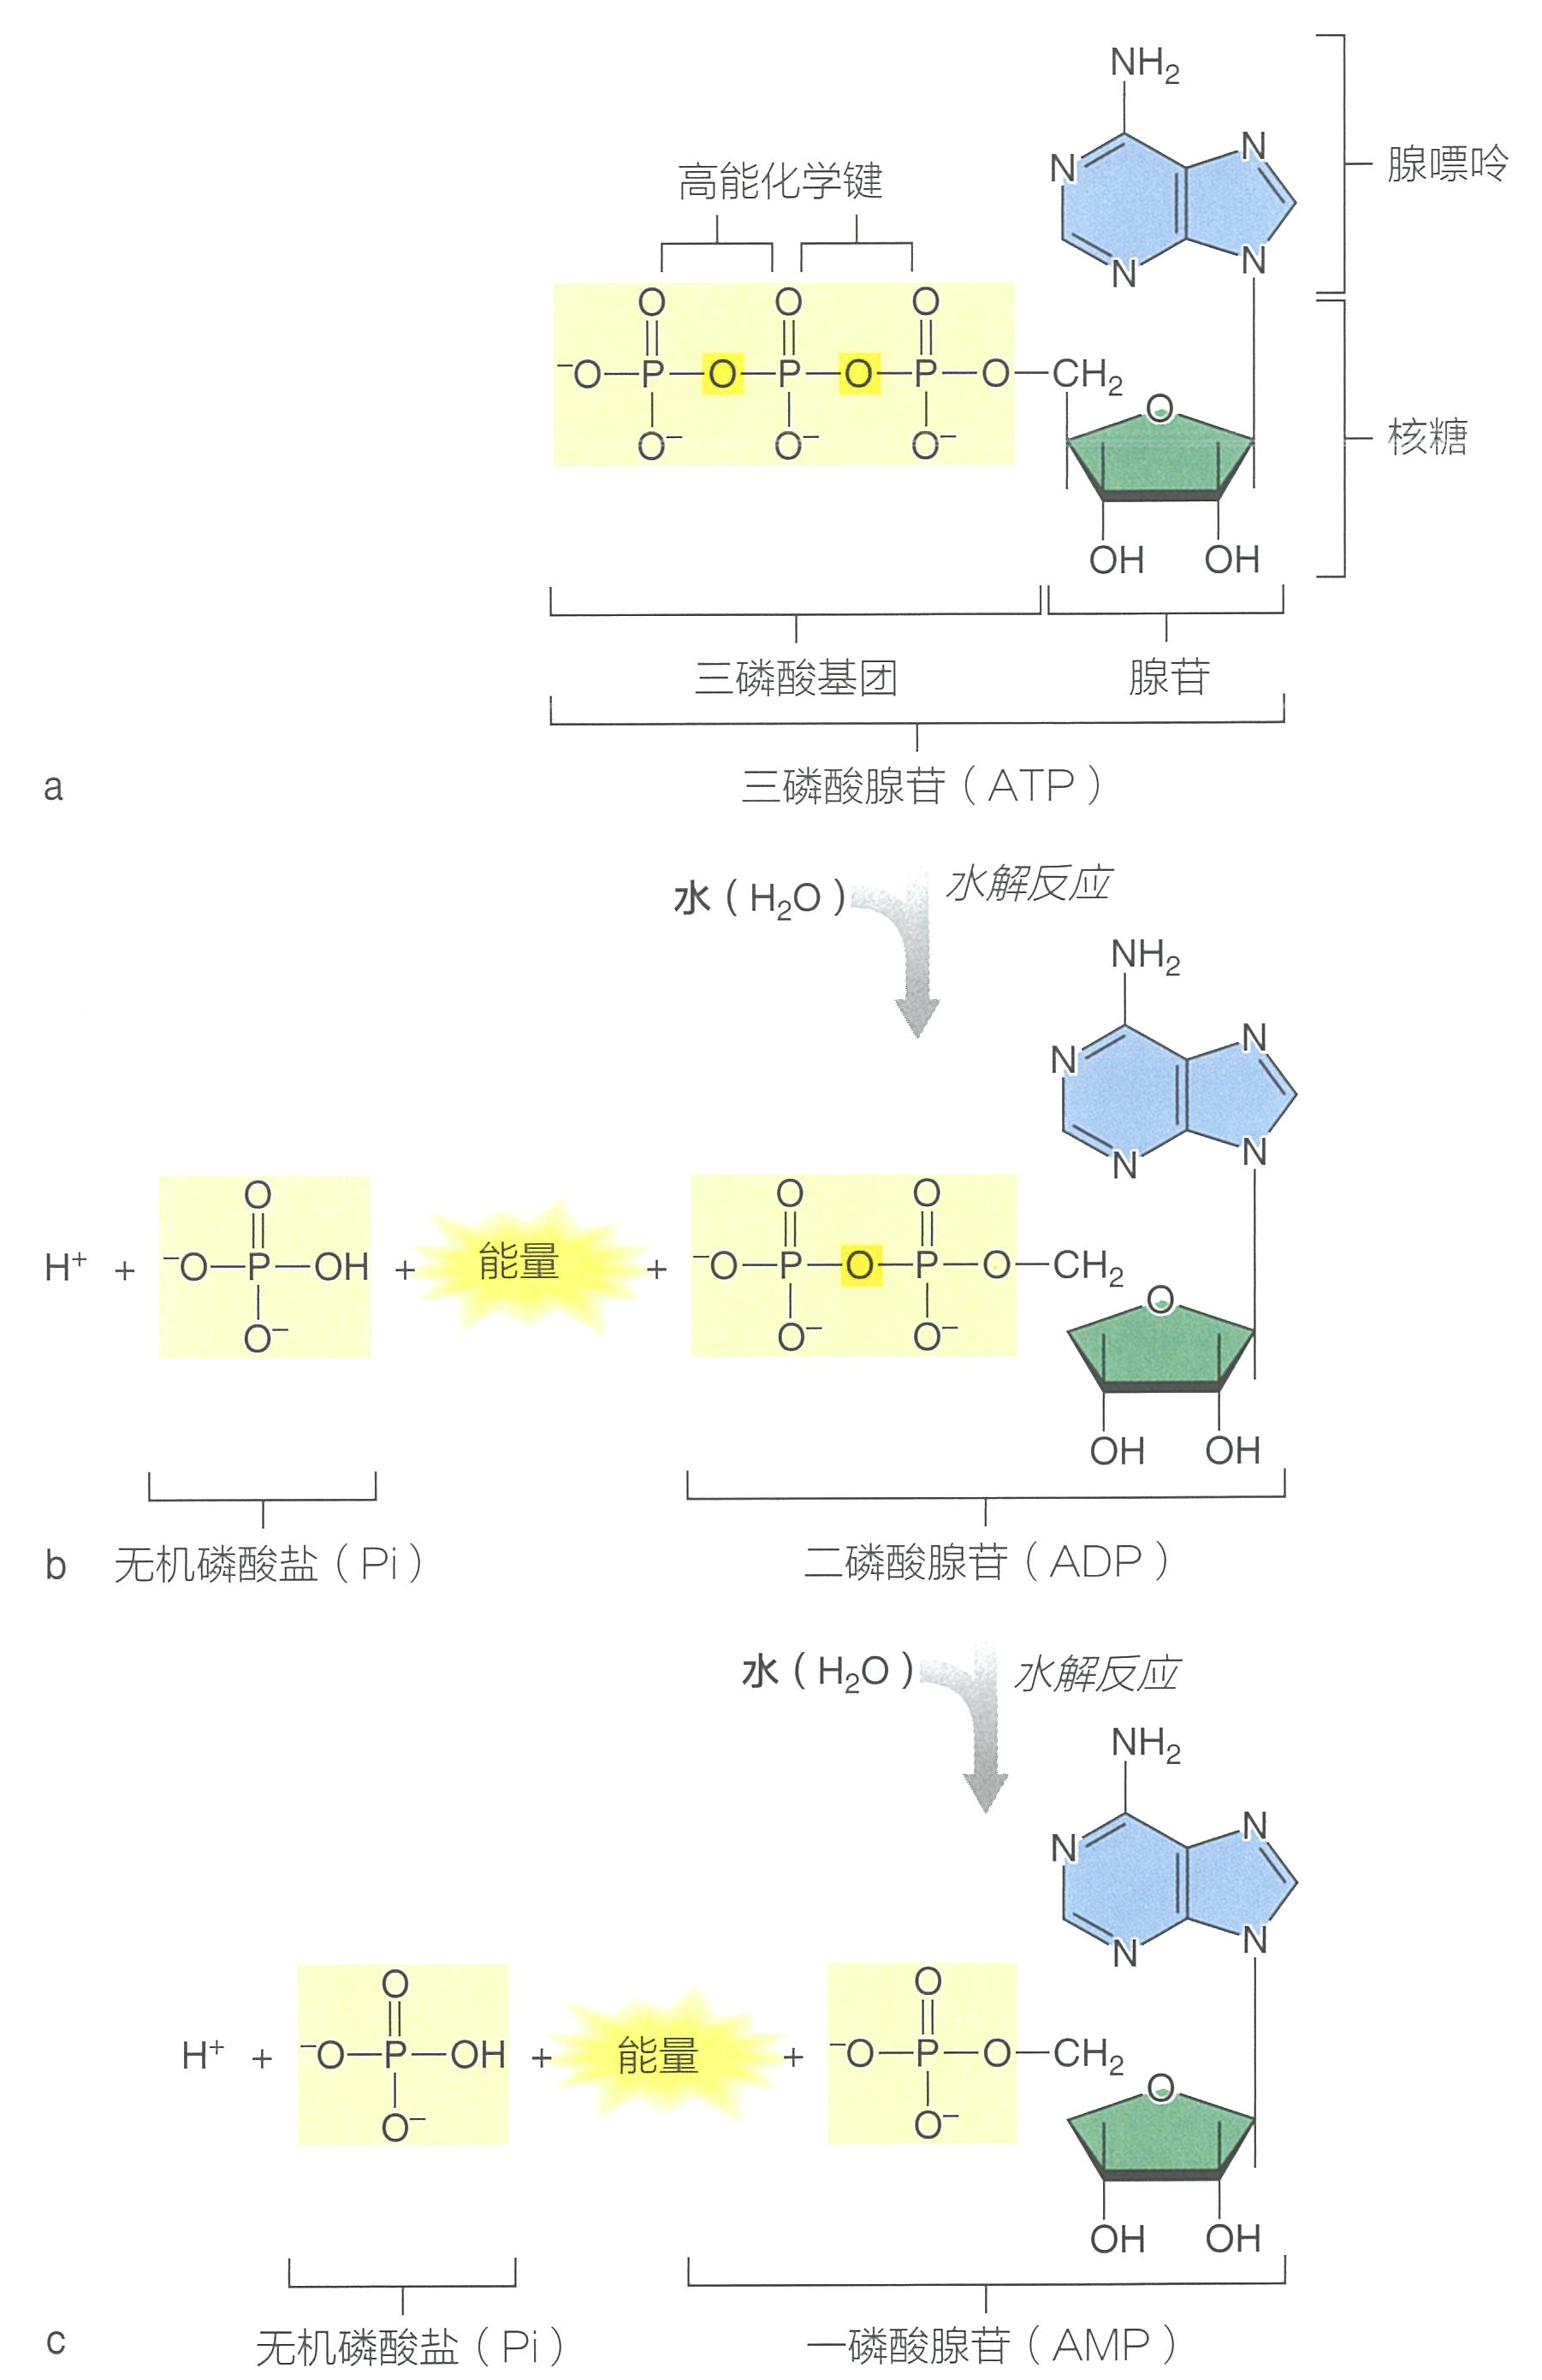 NH₂
N
N
N
N
腺嘌呤
高能化学键
O O O
⁻O—P—O—P—O—P—O—CH₂
O⁻ O⁻ O⁻
O
核糖
OH OH
三磷酸基团 腺苷
三磷酸腺苷（ATP）
a
水（H₂O） 水解反应
NH₂
N
N
N
N
O
H⁺ + ⁻O—P—OH + 能量 + ⁻O—P—O—P—O—CH₂
O O
O⁻
O⁻ O⁻
O
OH OH
b 无机磷酸盐（Pi） 二磷酸腺苷（ADP）
水（H₂O） 水解反应
NH₂
N
N
N
N
O O
H⁺ + ⁻O—P—OH + 能量 + ⁻O—P—O—CH₂
O⁻ O⁻
O
OH OH
c 无机磷酸盐（Pi） 一磷酸腺苷（AMP）